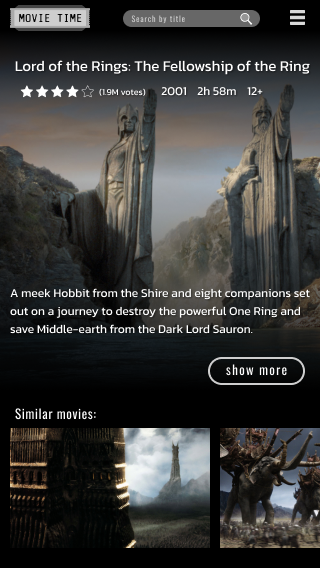 MOVIE TIME
Search by title
Lord of the Rings: The Fellowship of the Ring
(1.9M votes) 2001 2h 58m 12+
A meek Hobbit from the Shire and eight companions set
out on a journey to destroy the powerful One Ring and
save Middle-earth from the Dark Lord Sauron.
show more
Similar movies: